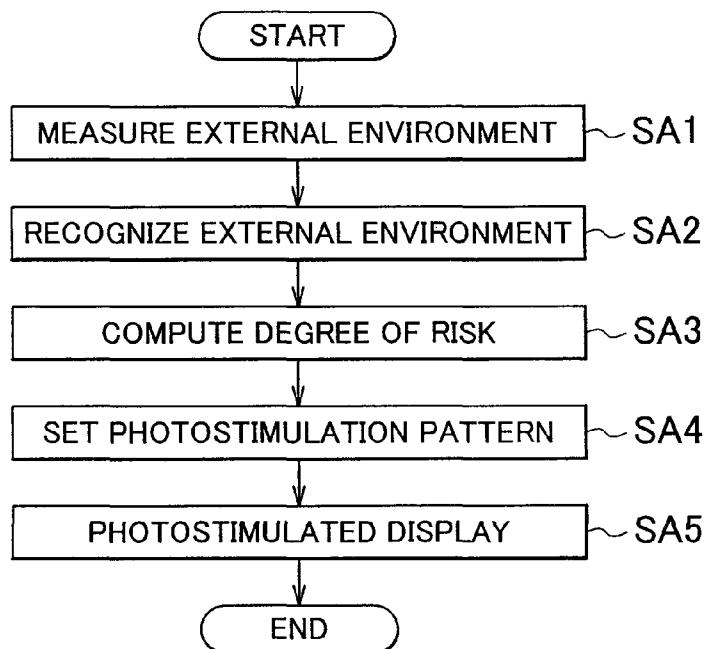 START
MEASURE EXTERNAL ENVIRONMENT SA1
RECOGNIZE EXTERNAL ENVIRONMENT SA2
COMPUTE DEGREE OF RISK SA3
SET PHOTOSTIMULATION PATTERN SA4
PHOTOSTIMULATED DISPLAY SA5
END